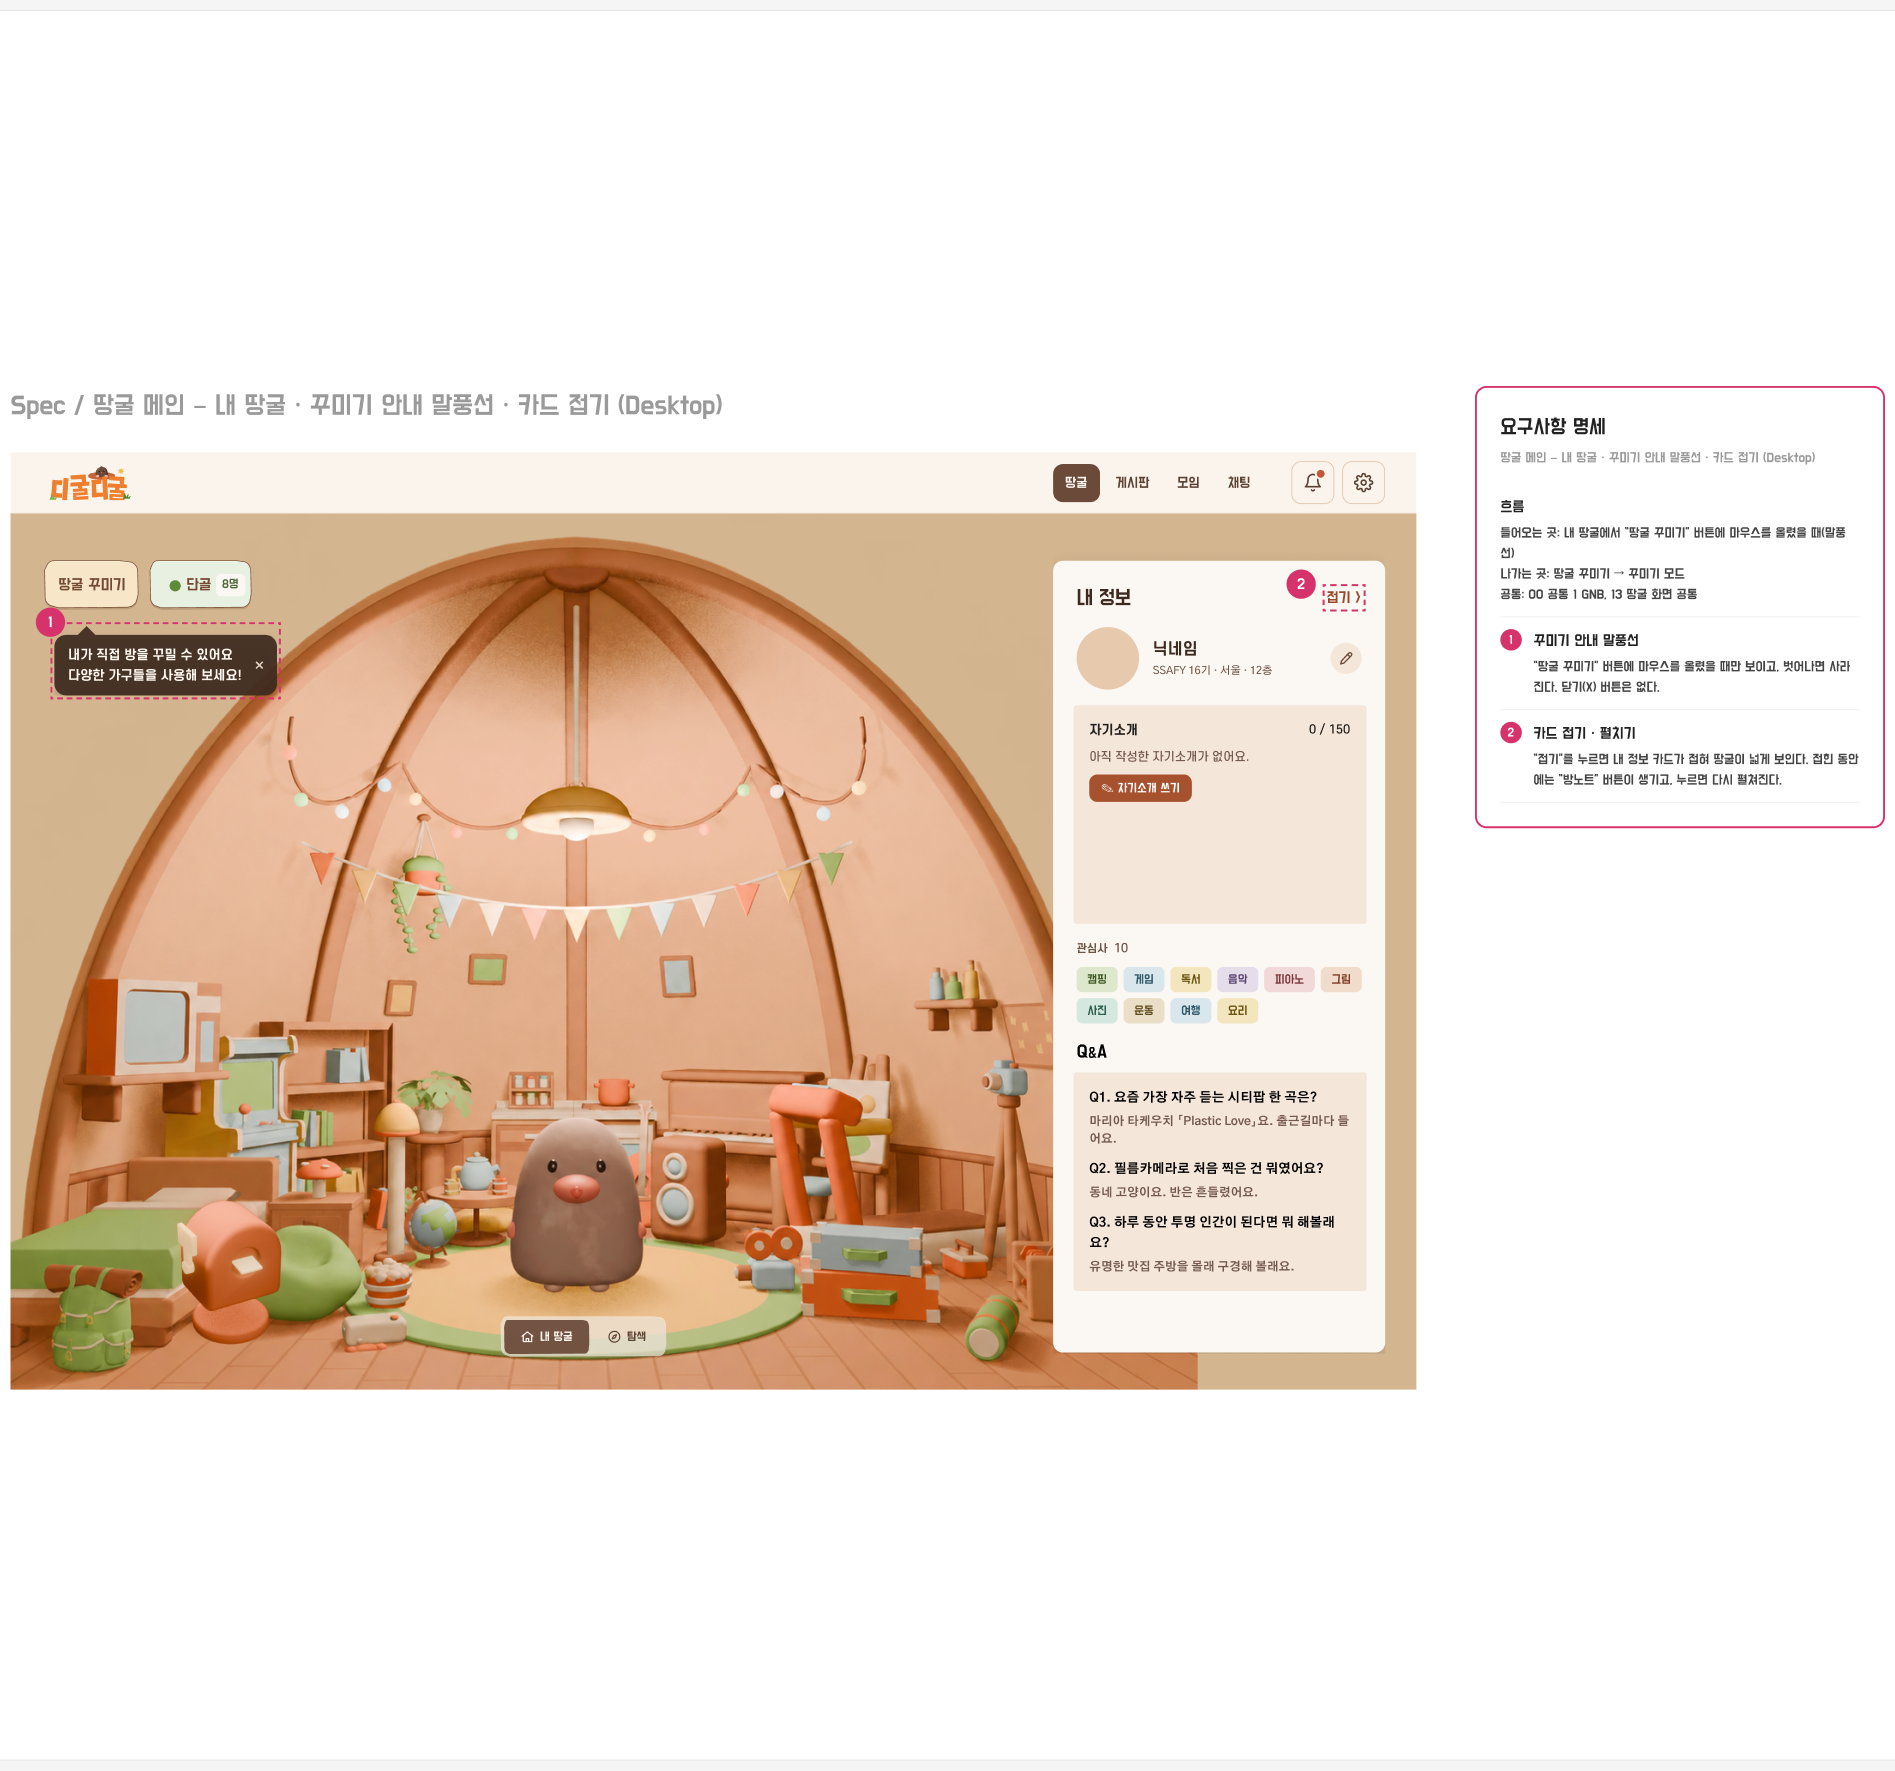 Spec / 땅굴 메인 – 내 땅굴 · 꾸미기 안내 말풍선 · 카드 접기 (Desktop)
디굴디굴
땅굴
게시판
모임
채팅
땅굴 꾸미기
단골 8명
1
내가 직접 방을 꾸밀 수 있어요
다양한 가구들을 사용해 보세요!
×
내 땅굴
탐색
내 정보
2
접기 〉
닉네임
SSAFY 16기 · 서울 · 12층
자기소개
0 / 150
아직 작성한 자기소개가 없어요.
✎ 자기소개 쓰기
관심사 10
캠핑 게임 독서 음악 피아노 그림
사진 운동 여행 요리
Q&A
Q1. 요즘 가장 자주 듣는 시티팝 한 곡은?
마리아 타케우치 「Plastic Love」요. 출근길마다 들
어요.
Q2. 필름카메라로 처음 찍은 건 뭐였어요?
동네 고양이요. 반은 흔들렸어요.
Q3. 하루 동안 투명 인간이 된다면 뭐 해볼래
요?
유명한 맛집 주방을 몰래 구경해 볼래요.
요구사항 명세
땅굴 메인 – 내 땅굴 · 꾸미기 안내 말풍선 · 카드 접기 (Desktop)
흐름
들어오는 곳: 내 땅굴에서 "땅굴 꾸미기" 버튼에 마우스를 올렸을 때(말풍
선)
나가는 곳: 땅굴 꾸미기 → 꾸미기 모드
공통: 00 공통 1 GNB, 13 땅굴 화면 공통
1 꾸미기 안내 말풍선
"땅굴 꾸미기" 버튼에 마우스를 올렸을 때만 보이고, 벗어나면 사라
진다. 닫기(X) 버튼은 없다.
2 카드 접기 · 펼치기
"접기"를 누르면 내 정보 카드가 접혀 땅굴이 넓게 보인다. 접힌 동안
에는 "방노트" 버튼이 생기고, 누르면 다시 펼쳐진다.